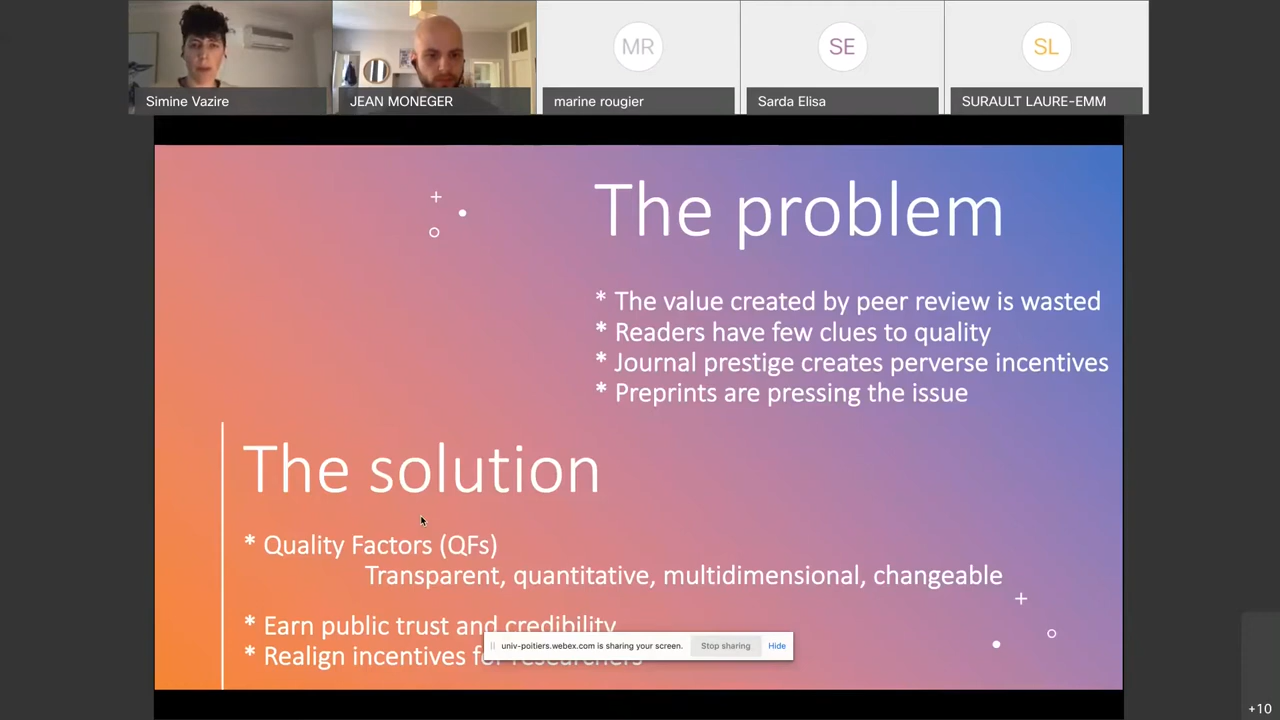 MR
SE
SL
Simine Vazire
JEAN MONEGER
marine rougier
Sarda Elisa
SURAULT LAURE-EMM
The problem
* The value created by peer review is wasted
* Readers have few clues to quality
* Journal prestige creates perverse incentives
* Preprints are pressing the issue
The solution
* Quality Factors (QFs)
Transparent, quantitative, multidimensional, changeable
* Earn public trust and credibility
* Realign incentives for researchers
univ-poitiers.webex.com is sharing your screen.
Stop sharing
Hide
+10